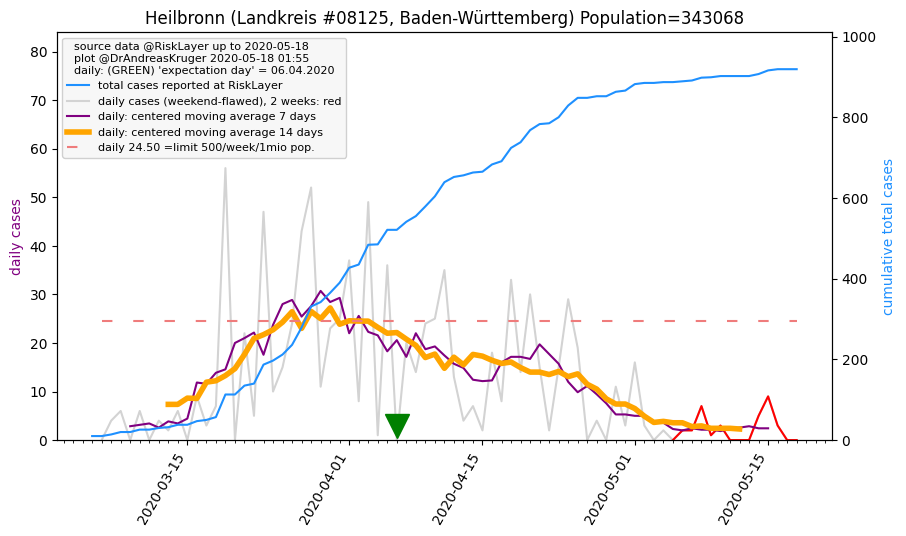 Heilbronn (Landkreis #08125, Baden-Württemberg) Population=343068
source data @RiskLayer up to 2020-05-18
plot @DrAndreasKruger 2020-05-18 01:55
daily: (GREEN) 'expectation day' = 06.04.2020
total cases reported at RiskLayer
daily cases (weekend-flawed), 2 weeks: red
daily: centered moving average 7 days
daily: centered moving average 14 days
daily 24.50 =limit 500/week/1mio pop.
daily cases
80
70
60
50
40
30
20
10
0
1000
800
600
400
200
0
cumulative total cases
2020-03-15
2020-04-01
2020-04-15
2020-05-01
2020-05-15